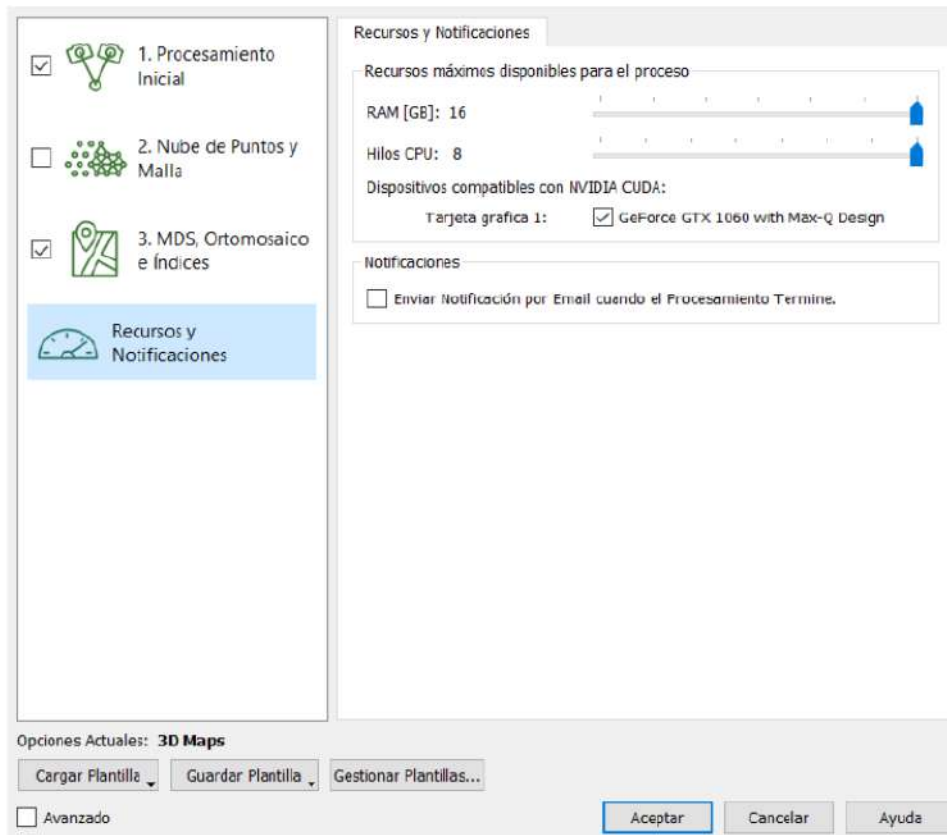 1. Procesamiento
Inicial
2. Nube de Puntos y
Malla
3. MDS, Ortomosaico
e Índices
Recursos y
Notificaciones
Recursos y Notificaciones
Recursos máximos disponibles para el proceso
RAM [GB]: 16
Hilos CPU: 8
Dispositivos compatibles con NVIDIA CUDA:
Tarjeta grafica 1: GeForce GTX 1060 with Max-Q Design
Notificaciones
Enviar Notificación por Email cuando el Procesamiento Termine.
Opciones Actuales: 3D Maps
Cargar Plantilla Guardar Plantilla Gestionar Plantillas...
Avanzado Aceptar Cancelar Ayuda